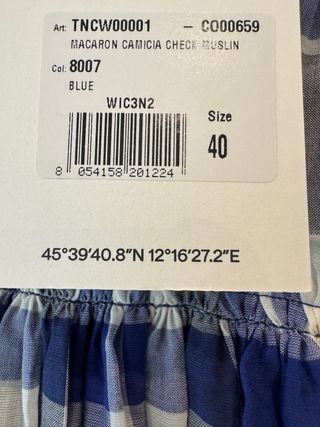 Art: TNCW00001 – CO00659
MACARON CAMICIA CHECK MUSLIN
Col: 8007
BLUE
WIC3N2
Size
40
8 054158 201224
45°39'40.8"N 12°16'27.2"E